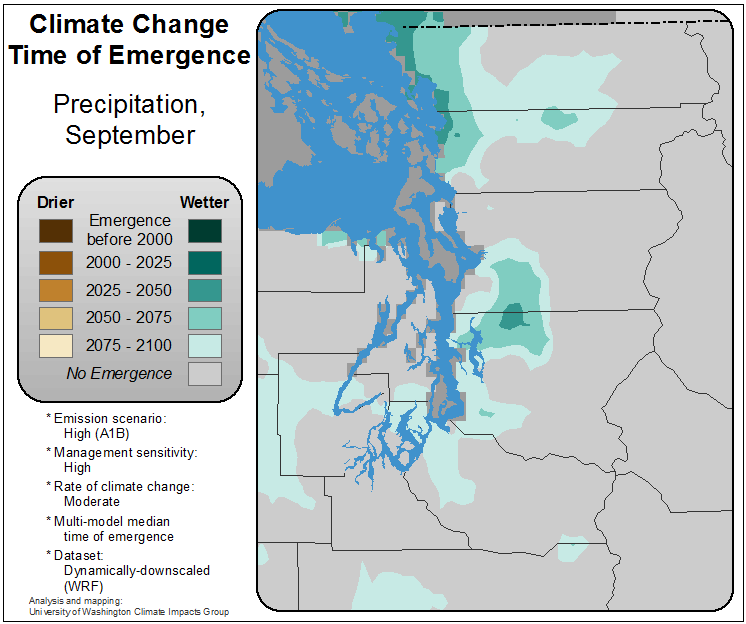 Climate Change
Time of Emergence
Precipitation,
September
Drier
Wetter
Emergence
before 2000
2000 - 2025
2025 - 2050
2050 - 2075
2075 - 2100
No Emergence
* Emission scenario:
High (A1B)
* Management sensitivity:
High
* Rate of climate change:
Moderate
* Multi-model median
time of emergence
* Dataset:
Dynamically-downscaled
(WRF)
Analysis and mapping:
University of Washington Climate Impacts Group